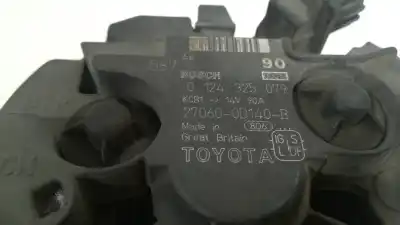 90
BOSCH
0 124 325 079
14V 90A
27060-0D140-B
Made in
Great Britain
TOYOTA